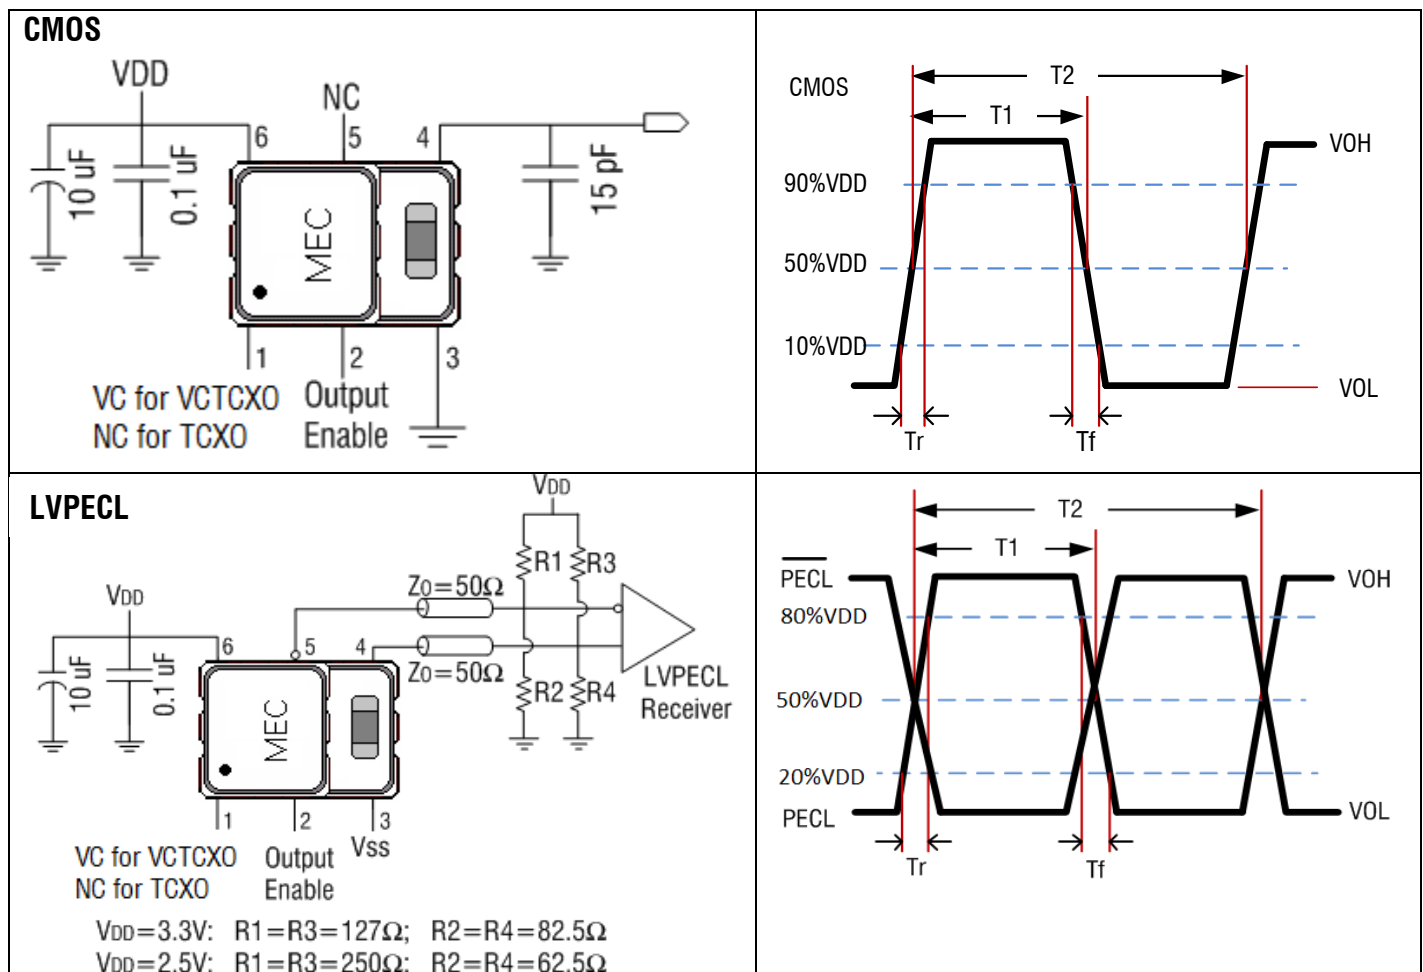 CMOS
VDD
NC
6
5
4
10 uF
0.1 uF
15 pF
MEC
1
2
3
VC for VCTCXO
NC for TCXO
Output
Enable
CMOS
T2
T1
VOH
90%VDD
50%VDD
10%VDD
VOL
Tr
Tf
LVPECL
VDD
R1
R3
Zo=50Ω
VDD
6
5
4
Zo=50Ω
10 uF
0.1 uF
R2
R4
LVPECL
Receiver
MEC
1
2
3
Vss
VC for VCTCXO
NC for TCXO
Output
Enable
VDD=3.3V: R1=R3=127Ω; R2=R4=82.5Ω
VDD=2.5V: R1=R3=250Ω; R2=R4=62.5Ω
T2
T1
PECL
VOH
80%VDD
50%VDD
20%VDD
PECL
VOL
Tr
Tf